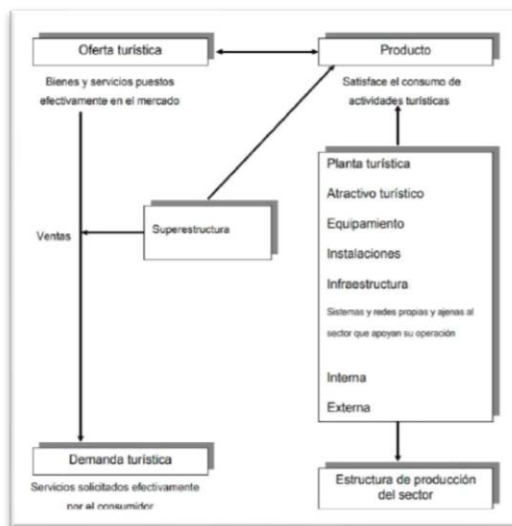 Oferta turística
Producto
Bienes y servicios puestos
efectivamente en el mercado
Satisface el consumo de
actividades turísticas
Planta turística
Atractivo turístico
Equipamiento
Instalaciones
Infraestructura
Sistemas y redes propias y ajenas al
sector que apoyan su operación
Interna
Externa
Superestructura
Ventas
Demanda turística
Servicios solicitados efectivamente
por el consumidor
Estructura de producción
del sector